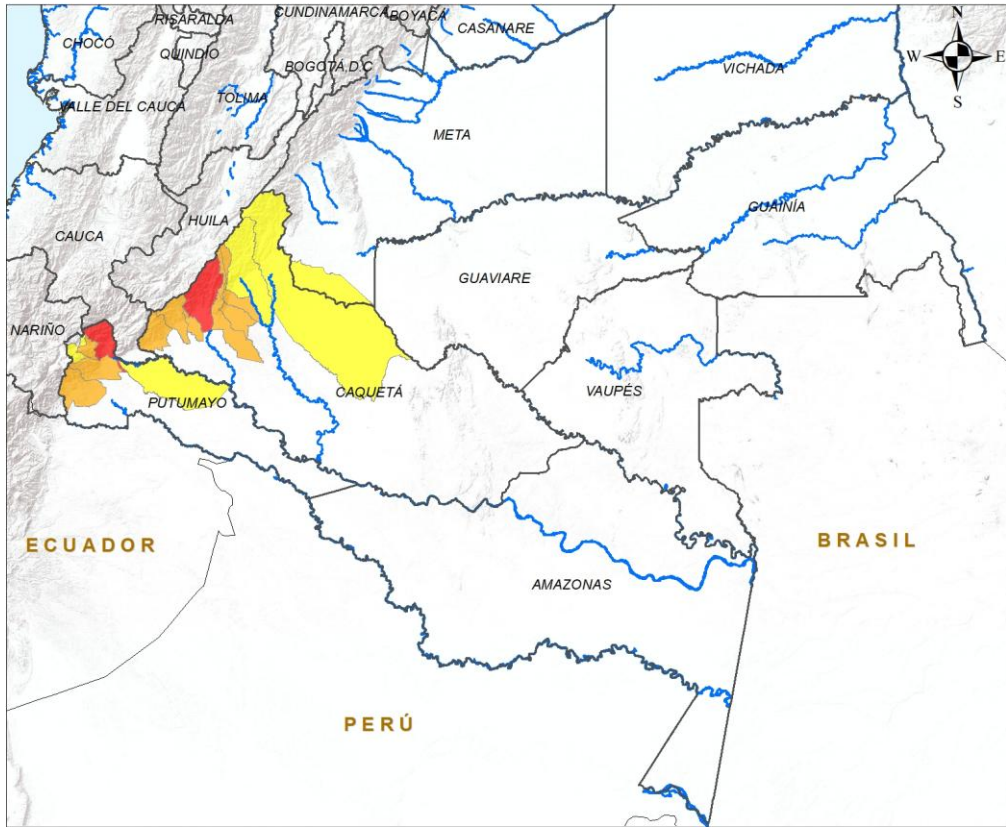 CUNDINAMARCA
BOYACÁ
RISARALDA
CASANARE
N
CHOCÓ
QUINDÍO
BOGOTÁ D.C
W
E
VICHADA
TOLIMA
VALLE DEL CAUCA
S
META
GUAINÍA
HUILA
CAUCA
GUAVIARE
NARIÑO
VAUPÉS
CAQUETÁ
PUTUMAYO
ECUADOR
BRASIL
AMAZONAS
PERÚ